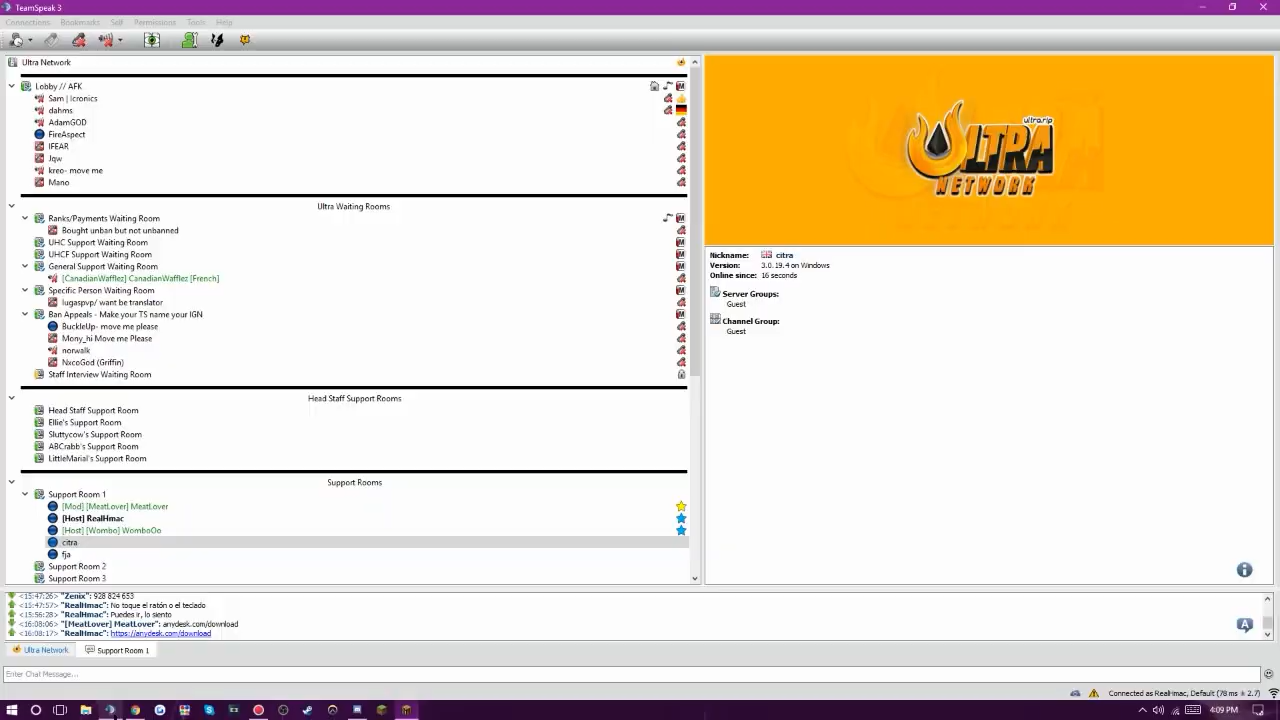 TeamSpeak 3
Connections Bookmarks Self Permissions Tools Help
Ultra Network
Lobby // AFK
Sam | Icronics
dahms
AdamGOD
FireAspect
IFEAR
Jqw
kreo- move me
Mano
Ultra Waiting Rooms
Ranks/Payments Waiting Room
Bought unban but not unbanned
UHC Support Waiting Room
UHCF Support Waiting Room
General Support Waiting Room
[CanadianWafflez] CanadianWafflez [French]
Specific Person Waiting Room
lugaspvp/ want be translator
Ban Appeals - Make your TS name your IGN
BuckleUp- move me please
Mony_hi Move me Please
norwalk
NxcoGod (Griffin)
Staff Interview Waiting Room
Head Staff Support Rooms
Head Staff Support Room
Ellie's Support Room
Sluttycow's Support Room
ABCrabb's Support Room
LittleMarial's Support Room
Support Rooms
Support Room 1
[Mod] [MeatLover] MeatLover
[Host] RealHmac
[Host] [Wombo] WomboOo
citra
fja
Support Room 2
Support Room 3
ultra.rip
ULTRA
NETWORK
Nickname: citra
Version: 3.0.19.4 on Windows
Online since: 16 seconds
Server Groups:
Guest
Channel Group:
Guest
<15:47:26> "Zenix": 928 824 653
<15:47:57> "RealHmac": No toque el ratón o el teclado
<15:56:28> "RealHmac": Puedes ir, lo siento
<16:08:06> "[MeatLover] MeatLover": anydesk.com/download
<16:08:17> "RealHmac": https://anydesk.com/download
Ultra Network Support Room 1
Enter Chat Message...
Connected as RealHmac, Default (78 ms ± 2.7)
4:09 PM